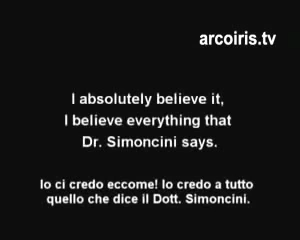 arcoiris.tv
I absolutely believe it,
I believe everything that
Dr. Simoncini says.
Io ci credo eccome! Io credo a tutto
quello che dice il Dott. Simoncini.